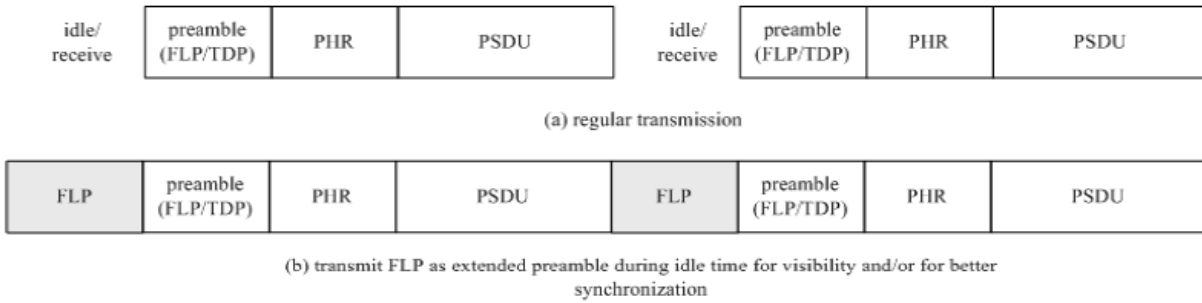 idle/ preamble PHR PSDU idle/ preamble PHR PSDU
receive (FLP/TDP) receive (FLP/TDP)
(a) regular transmission
FLP preamble PHR PSDU FLP preamble PHR PSDU
(FLP/TDP) (FLP/TDP)
(b) transmit FLP as extended preamble during idle time for visibility and/or for better
synchronization